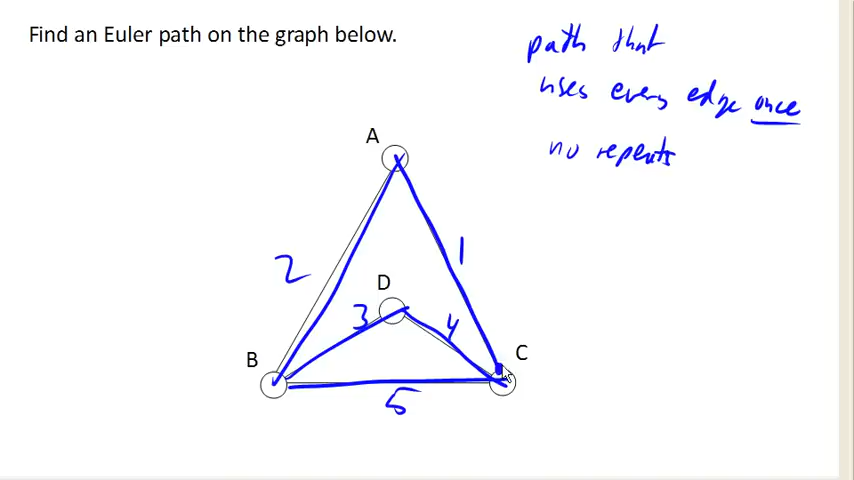 Find an Euler path on the graph below.
path that
uses every edge once
no repeats
A
1
2
D
3
4
B
C
5